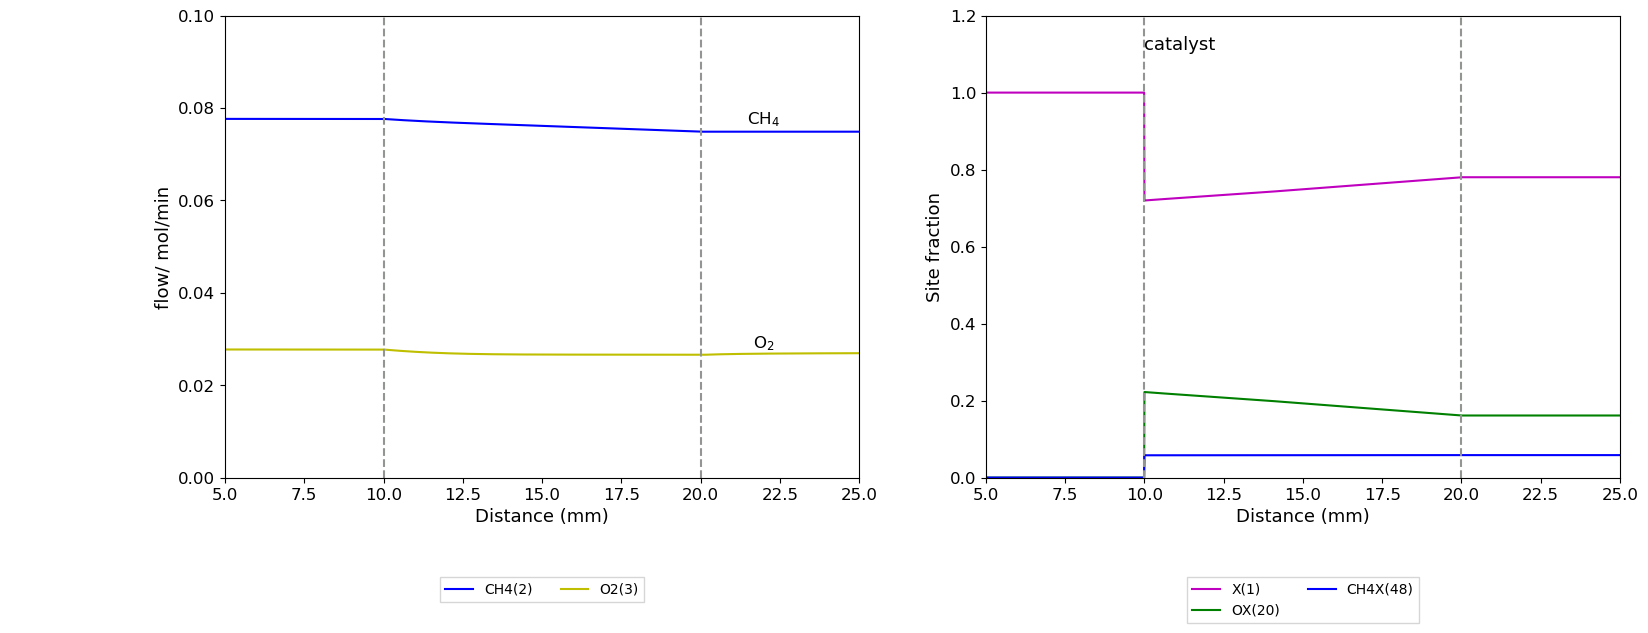 0.10
0.08
0.06
0.04
0.02
0.00
flow/ mol/min
CH₄
O₂
5.0 7.5 10.0 12.5 15.0 17.5 20.0 22.5 25.0
Distance (mm)
CH4(2) O2(3)
1.2
1.0
0.8
0.6
0.4
0.2
0.0
Site fraction
catalyst
5.0 7.5 10.0 12.5 15.0 17.5 20.0 22.5 25.0
Distance (mm)
X(1) CH4X(48)
OX(20)